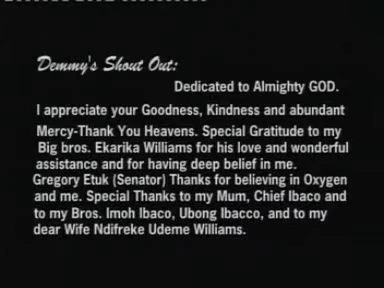 Demmy's Shout Out:
Dedicated to Almighty GOD.
I appreciate your Goodness, Kindness and abundant
Mercy-Thank You Heavens. Special Gratitude to my
Big bros. Ekarika Williams for his love and wonderful
assistance and for having deep belief in me.
Gregory Etuk (Senator) Thanks for believing in Oxygen
and me. Special Thanks to my Mum, Chief Ibaco and
to my Bros. Imoh Ibaco, Ubong Ibacco, and to my
dear Wife Ndifreke Udeme Williams.